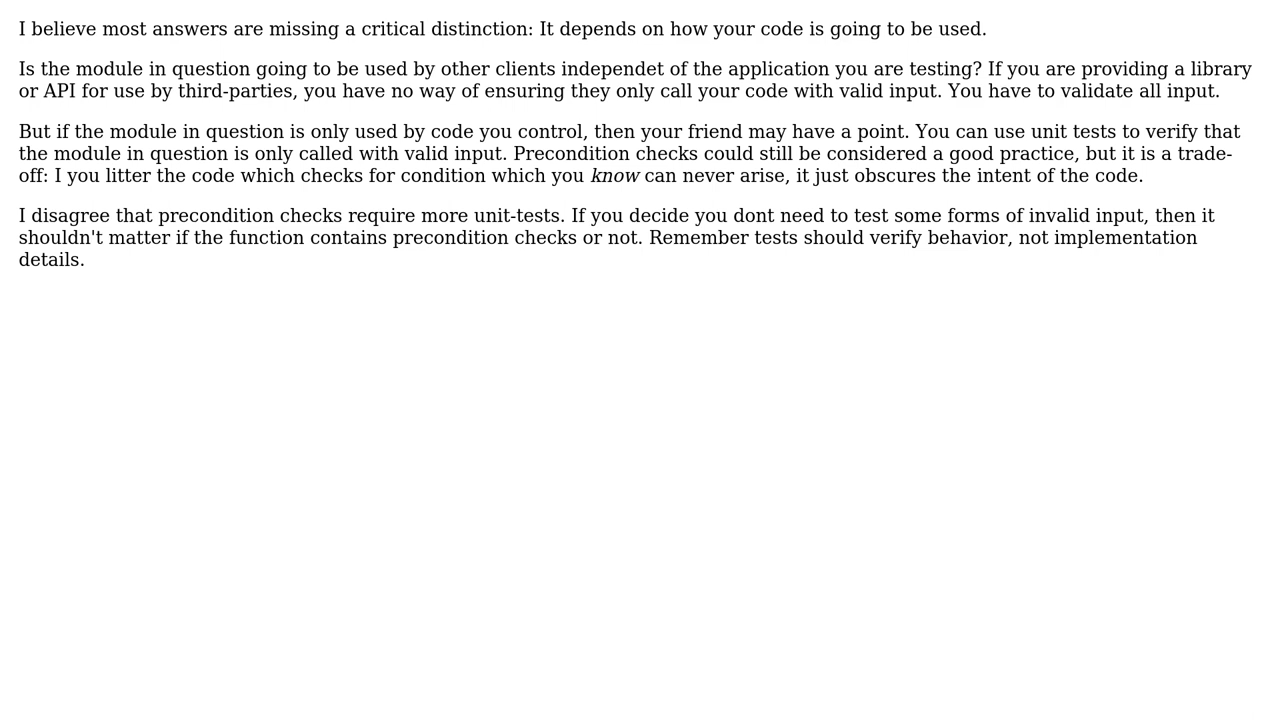 I believe most answers are missing a critical distinction: It depends on how your code is going to be used.
Is the module in question going to be used by other clients independet of the application you are testing? If you are providing a library
or API for use by third-parties, you have no way of ensuring they only call your code with valid input. You have to validate all input.
But if the module in question is only used by code you control, then your friend may have a point. You can use unit tests to verify that
the module in question is only called with valid input. Precondition checks could still be considered a good practice, but it is a trade-
off: I you litter the code which checks for condition which you know can never arise, it just obscures the intent of the code.
I disagree that precondition checks require more unit-tests. If you decide you dont need to test some forms of invalid input, then it
shouldn't matter if the function contains precondition checks or not. Remember tests should verify behavior, not implementation
details.